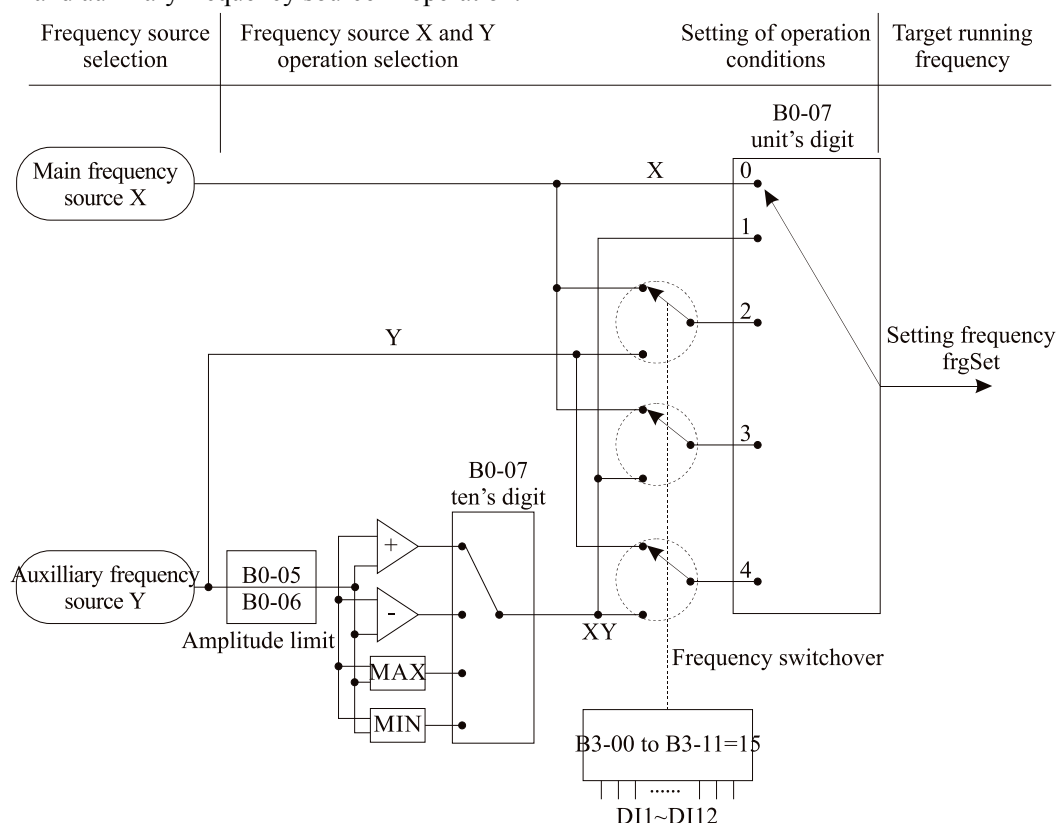 Frequency source
selection
Frequency source X and Y
operation selection
Setting of operation
conditions
Target running
frequency
B0-07
unit's digit
Main frequency
source X
X
0
1
2
Y
Setting frequency
frgSet
3
B0-07
ten's digit
+
Auxilliary frequency
source Y
B0-05
B0-06
4
-
XY
Amplitude limit
Frequency switchover
MAX
MIN
B3-00 to B3-11=15
......
DI1~DI12